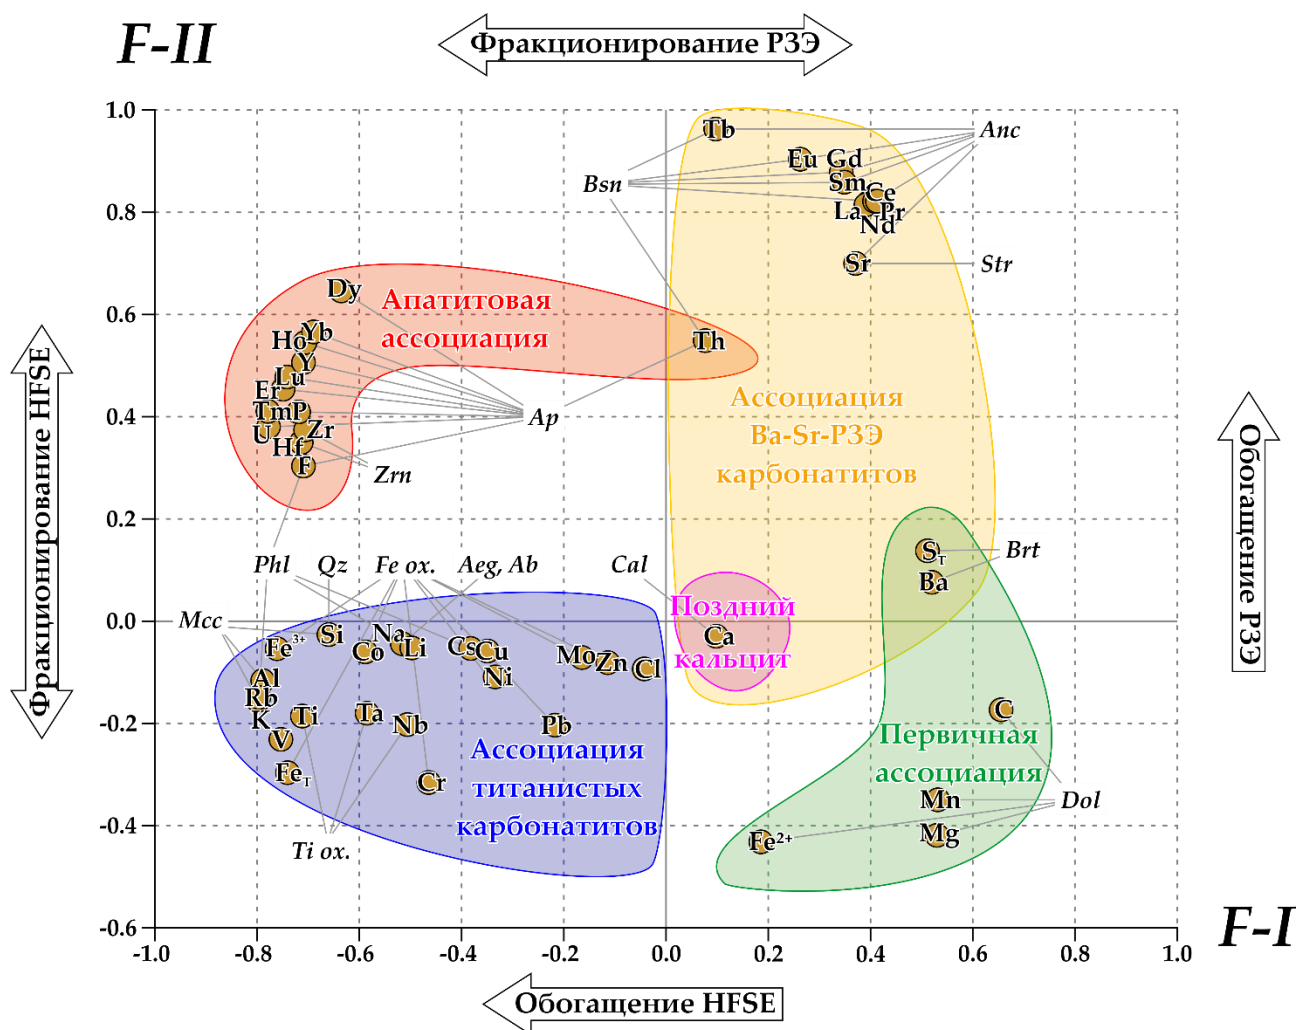 F-II
Фракционирование РЗЭ
1.0
Tb
Anc
Eu
Gd
Bsn
Sm
Ce
0.8
La
Pr
Nd
Sr
Str
Dy
Апатитовая
ассоциация
0.6
Yb
Ho
Th
Y
Lu
Er
Ассоциация
Ba-Sr-РЗЭ
карбонатитов
0.4
Tm
P
Ap
U
Zr
Hf
F
Zrn
0.2
Phl
Qz
Fe ox.
Aeg, Ab
Cal
S_T
Brt
Ba
Поздний
кальцит
0.0
Mcc
Si
Na
Ca
Fe³⁺
Co
Li
Cs
Cu
Mo
Zn
Cl
Al
Ni
Rb
K
-0.2
Ti
Ta
Nb
Pb
C
V
Первичная
ассоциация
Fe_T
Cr
Ассоциация
титанистых
карбонатитов
Mn
Dol
-0.4
Ti ox.
Fe²⁺
Mg
-0.6
-1.0
-0.8
-0.6
-0.4
-0.2
0.0
0.2
0.4
0.6
0.8
1.0
F-I
Обогащение HFSE
Фракционирование HFSE
Обогащение РЗЭ